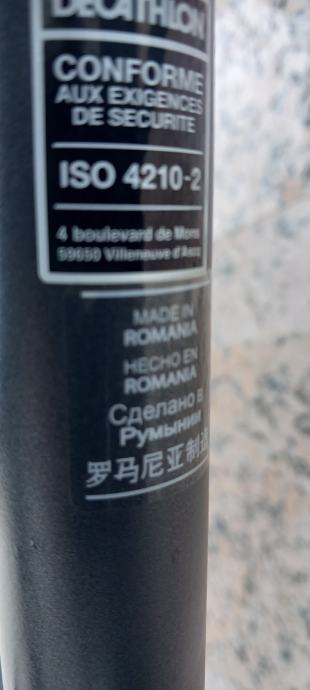 DECATHLON
CONFORME
AUX EXIGENCES
DE SECURITE
ISO 4210-2
4 boulevard de Mons
59650 Villeneuve d'Ascq
MADE IN
ROMANIA
HECHO EN
ROMANIA
Сделано в
Румынии
罗马尼亚制造